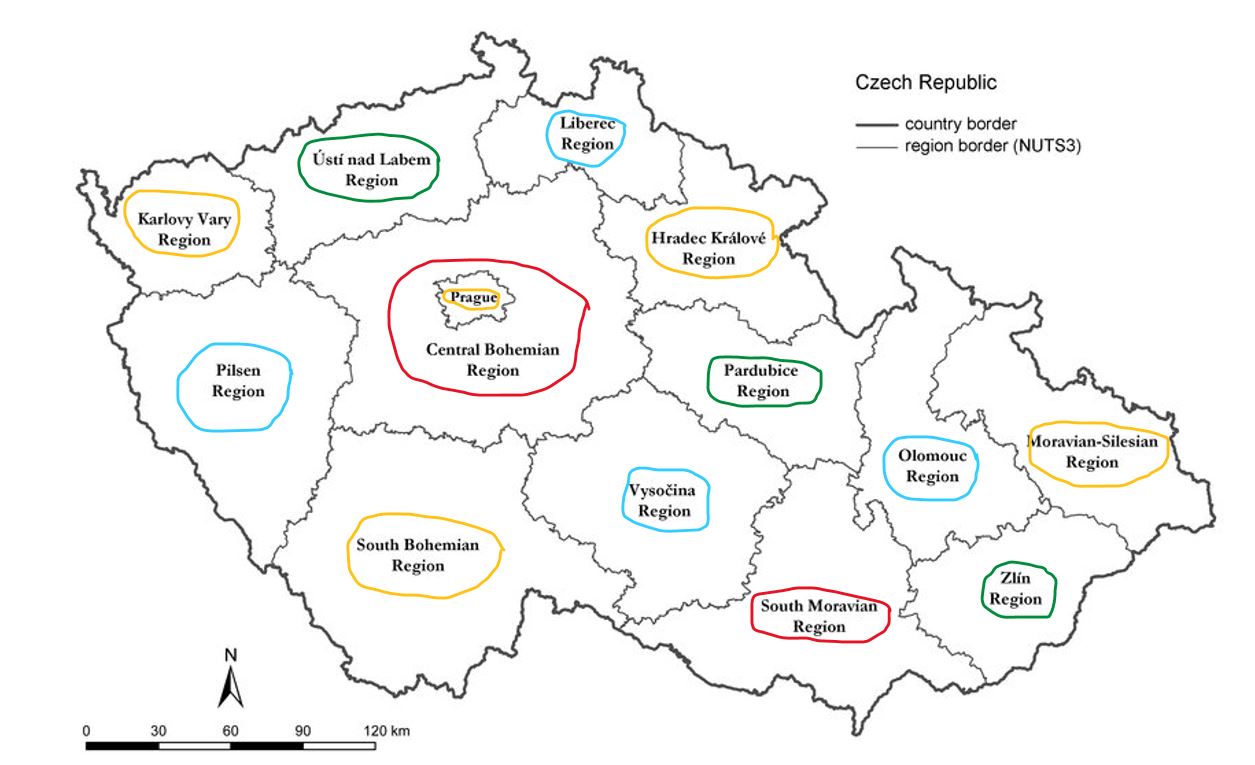 Czech Republic
country border
region border (NUTS3)
Liberec
Region
Ústí nad Labem
Region
Karlovy Vary
Region
Hradec Králové
Region
Prague
Central Bohemian
Region
Pilsen
Region
Pardubice
Region
Moravian-Silesian
Region
Olomouc
Region
Vysočina
Region
South Bohemian
Region
Zlín
Region
South Moravian
Region
N
0 30 60 90 120 km